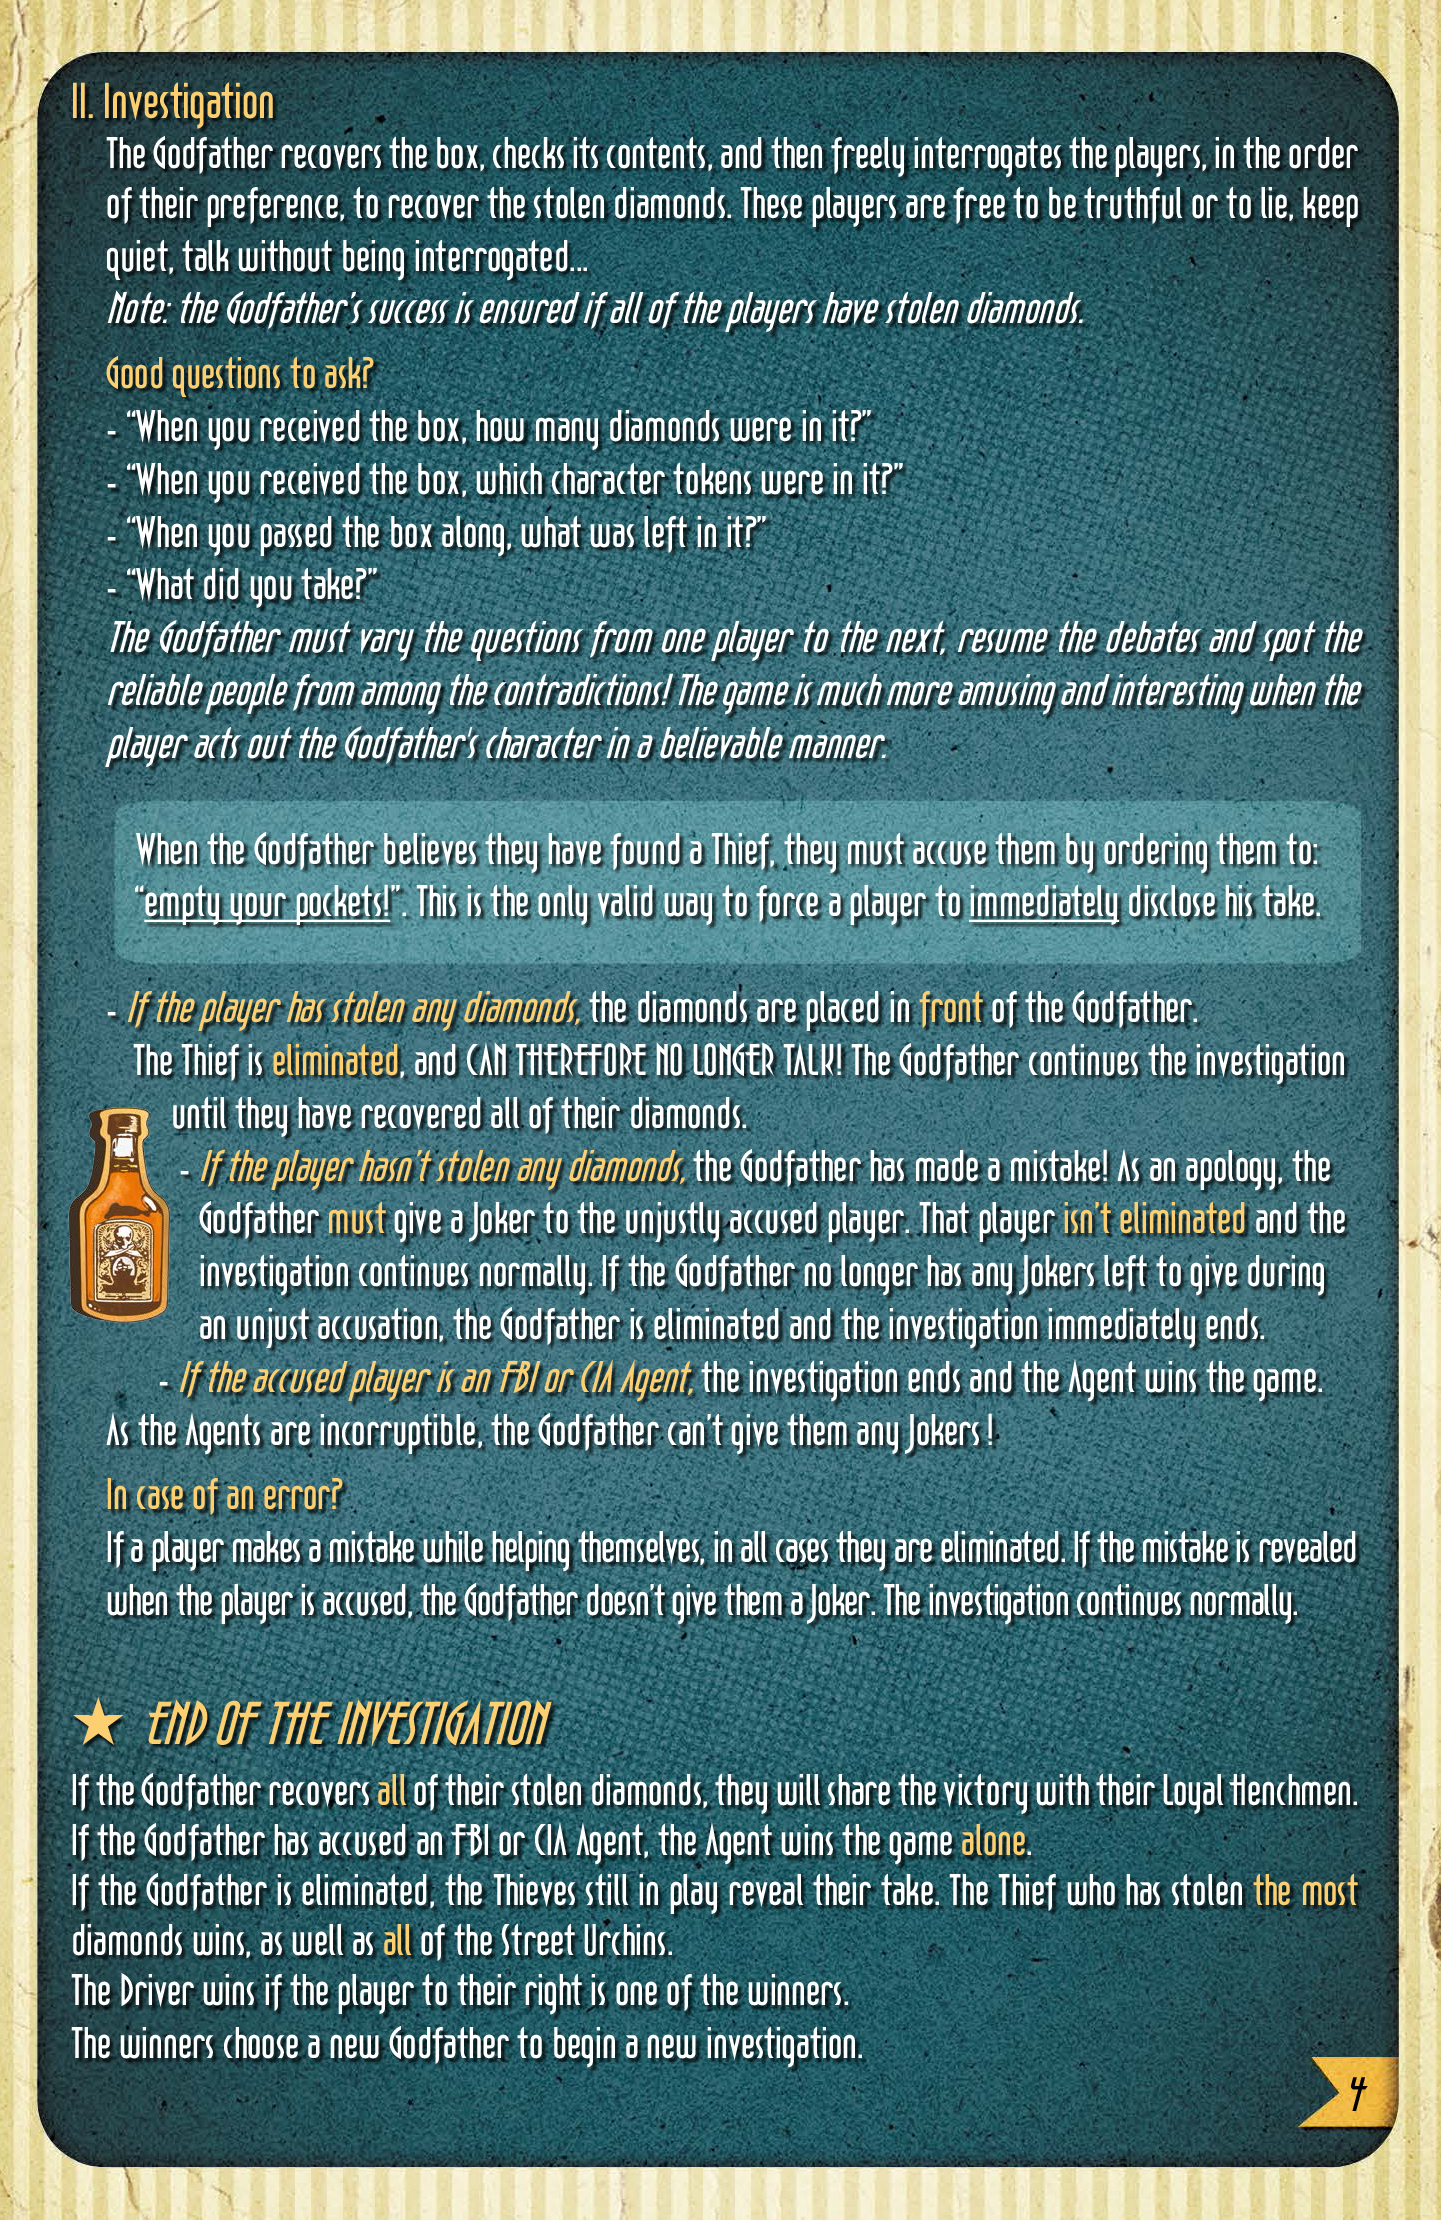 II. Investigation
The Godfather recovers the box, checks its contents, and then freely interrogates the players, in the order
of their preference, to recover the stolen diamonds. These players are free to be truthful or to lie, keep
quiet, talk without being interrogated...
Note: the Godfather's success is ensured if all of the players have stolen diamonds.
Good questions to ask?
- “When you received the box, how many diamonds were in it?”
- “When you received the box, which character tokens were in it?”
- “When you passed the box along, what was left in it?”
- “What did you take?”
The Godfather must vary the questions from one player to the next, resume the debates and spot the
reliable people from among the contradictions! The game is much more amusing and interesting when the
player acts out the Godfather's character in a believable manner.
When the Godfather believes they have found a Thief, they must accuse them by ordering them to:
“empty your pockets!”. This is the only valid way to force a player to immediately disclose his take.
- If the player has stolen any diamonds, the diamonds are placed in front of the Godfather.
The Thief is eliminated, and CAN THEREFORE NO LONGER TALK! The Godfather continues the investigation
until they have recovered all of their diamonds.
- If the player hasn't stolen any diamonds, the Godfather has made a mistake! As an apology, the
Godfather must give a Joker to the unjustly accused player. That player isn't eliminated and the
investigation continues normally. If the Godfather no longer has any Jokers left to give during
an unjust accusation, the Godfather is eliminated and the investigation immediately ends.
- If the accused player is an FBI or CIA Agent, the investigation ends and the Agent wins the game.
As the Agents are incorruptible, the Godfather can't give them any Jokers !
In case of an error?
If a player makes a mistake while helping themselves, in all cases they are eliminated. If the mistake is revealed
when the player is accused, the Godfather doesn't give them a Joker. The investigation continues normally.
★ END OF THE INVESTIGATION
If the Godfather recovers all of their stolen diamonds, they will share the victory with their Loyal Henchmen.
If the Godfather has accused an FBI or CIA Agent, the Agent wins the game alone.
If the Godfather is eliminated, the Thieves still in play reveal their take. The Thief who has stolen the most
diamonds wins, as well as all of the Street Urchins.
The Driver wins if the player to their right is one of the winners.
The winners choose a new Godfather to begin a new investigation.
4